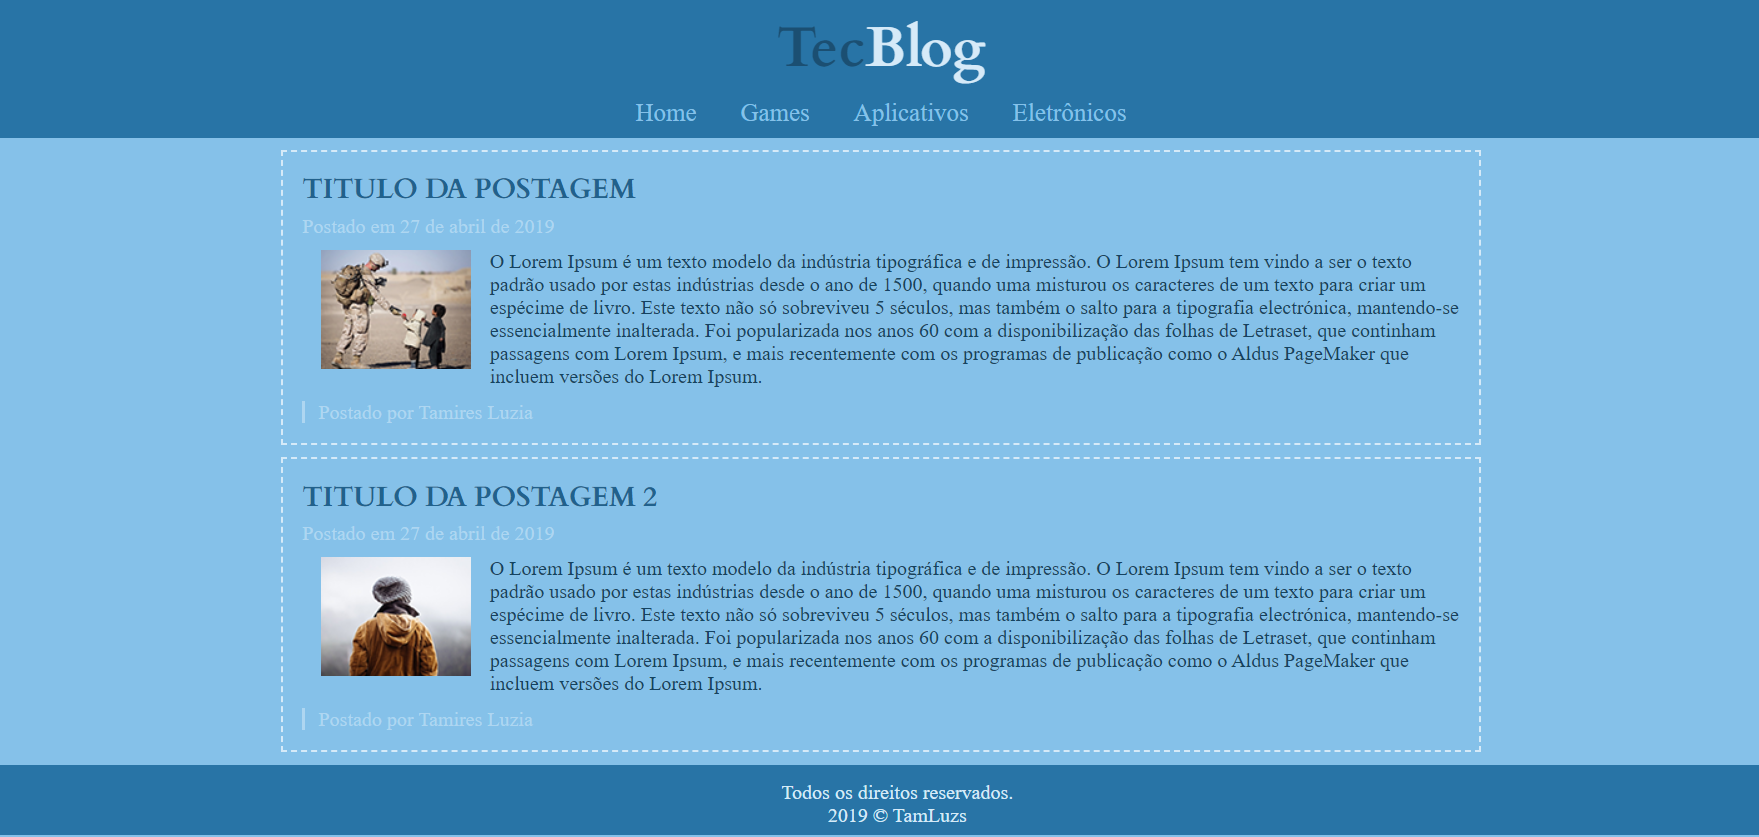 TecBlog
Home Games Aplicativos Eletrônicos
TITULO DA POSTAGEM
Postado em 27 de abril de 2019
O Lorem Ipsum é um texto modelo da indústria tipográfica e de impressão. O Lorem Ipsum tem vindo a ser o texto
padrão usado por estas indústrias desde o ano de 1500, quando uma misturou os caracteres de um texto para criar um
espécime de livro. Este texto não só sobreviveu 5 séculos, mas também o salto para a tipografia electrónica, mantendo-se
essencialmente inalterada. Foi popularizada nos anos 60 com a disponibilização das folhas de Letraset, que continham
passagens com Lorem Ipsum, e mais recentemente com os programas de publicação como o Aldus PageMaker que
incluem versões do Lorem Ipsum.
Postado por Tamires Luzia
TITULO DA POSTAGEM 2
Postado em 27 de abril de 2019
O Lorem Ipsum é um texto modelo da indústria tipográfica e de impressão. O Lorem Ipsum tem vindo a ser o texto
padrão usado por estas indústrias desde o ano de 1500, quando uma misturou os caracteres de um texto para criar um
espécime de livro. Este texto não só sobreviveu 5 séculos, mas também o salto para a tipografia electrónica, mantendo-se
essencialmente inalterada. Foi popularizada nos anos 60 com a disponibilização das folhas de Letraset, que continham
passagens com Lorem Ipsum, e mais recentemente com os programas de publicação como o Aldus PageMaker que
incluem versões do Lorem Ipsum.
Postado por Tamires Luzia
Todos os direitos reservados.
2019 © TamLuzs